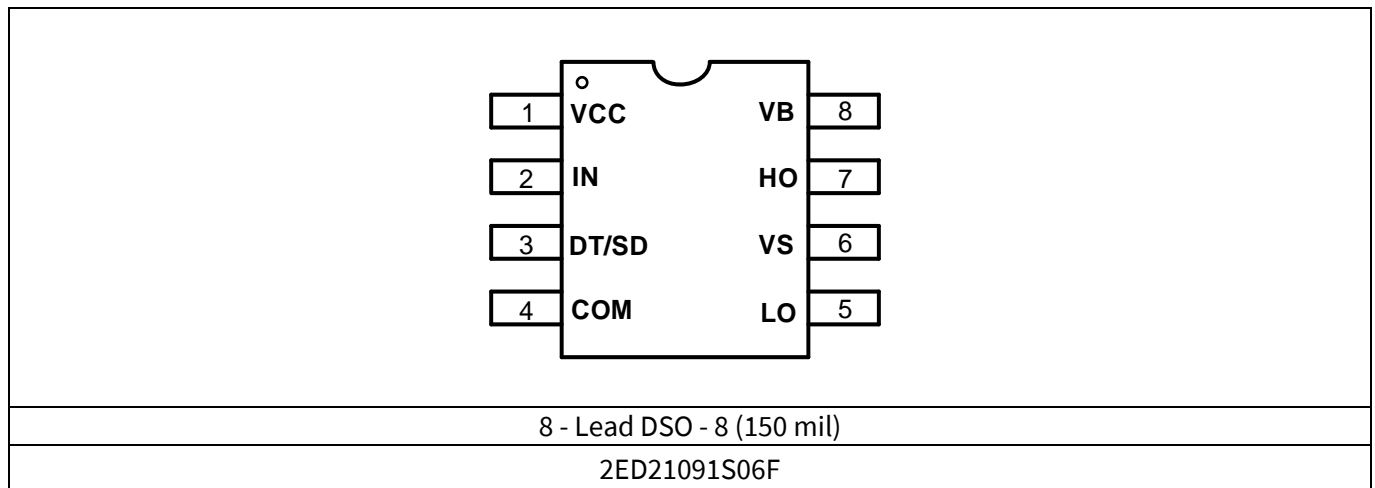 1 VCC VB 8
2 IN HO 7
3 DT/SD VS 6
4 COM LO 5
8 - Lead DSO - 8 (150 mil)
2ED21091S06F